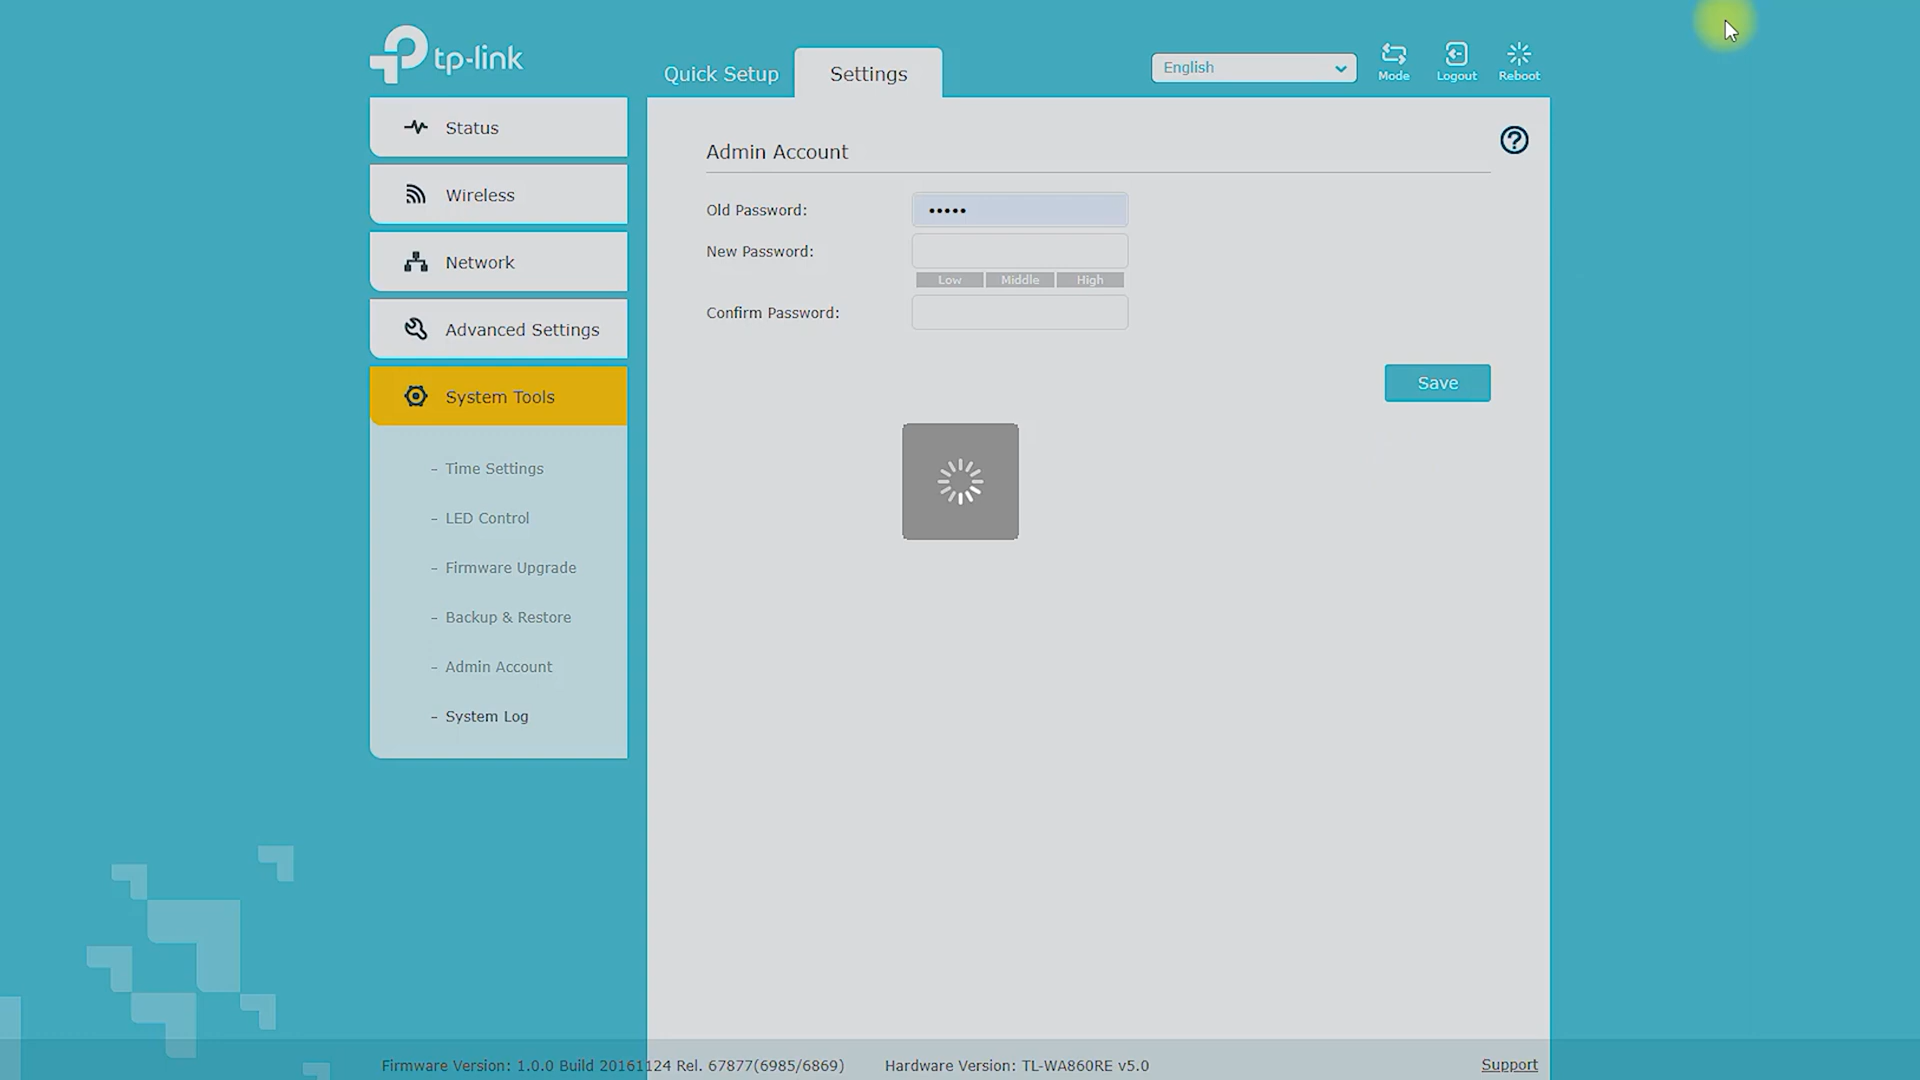 tp-link
Quick Setup
Settings
English
Mode
Logout
Reboot
Status
Wireless
Network
Advanced Settings
System Tools
- Time Settings
- LED Control
- Firmware Upgrade
- Backup & Restore
- Admin Account
- System Log
Admin Account
?
Old Password: •••••
New Password:
Low Middle High
Confirm Password:
Save
Firmware Version: 1.0.0 Build 20161124 Rel. 67877(6985/6869) Hardware Version: TL-WA860RE v5.0 Support